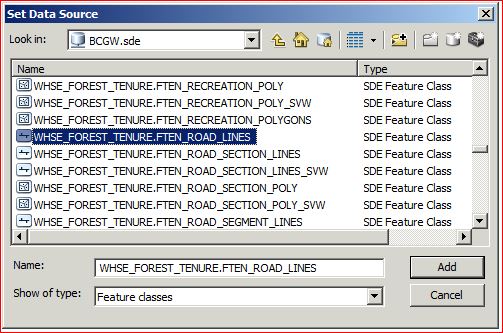 Set Data Source
Look in: BCGW.sde
Name Type
WHSE_FOREST_TENURE.FTEN_RECREATION_POLY SDE Feature Class
WHSE_FOREST_TENURE.FTEN_RECREATION_POLY_SVW SDE Feature Class
WHSE_FOREST_TENURE.FTEN_RECREATION_POLYGONS SDE Feature Class
WHSE_FOREST_TENURE.FTEN_ROAD_LINES SDE Feature Class
WHSE_FOREST_TENURE.FTEN_ROAD_SECTION_LINES SDE Feature Class
WHSE_FOREST_TENURE.FTEN_ROAD_SECTION_LINES_SVW SDE Feature Class
WHSE_FOREST_TENURE.FTEN_ROAD_SECTION_POLY SDE Feature Class
WHSE_FOREST_TENURE.FTEN_ROAD_SECTION_POLY_SVW SDE Feature Class
WHSE_FOREST_TENURE.FTEN_ROAD_SEGMENT_LINES SDE Feature Class
Name: WHSE_FOREST_TENURE.FTEN_ROAD_LINES Add
Show of type: Feature classes Cancel